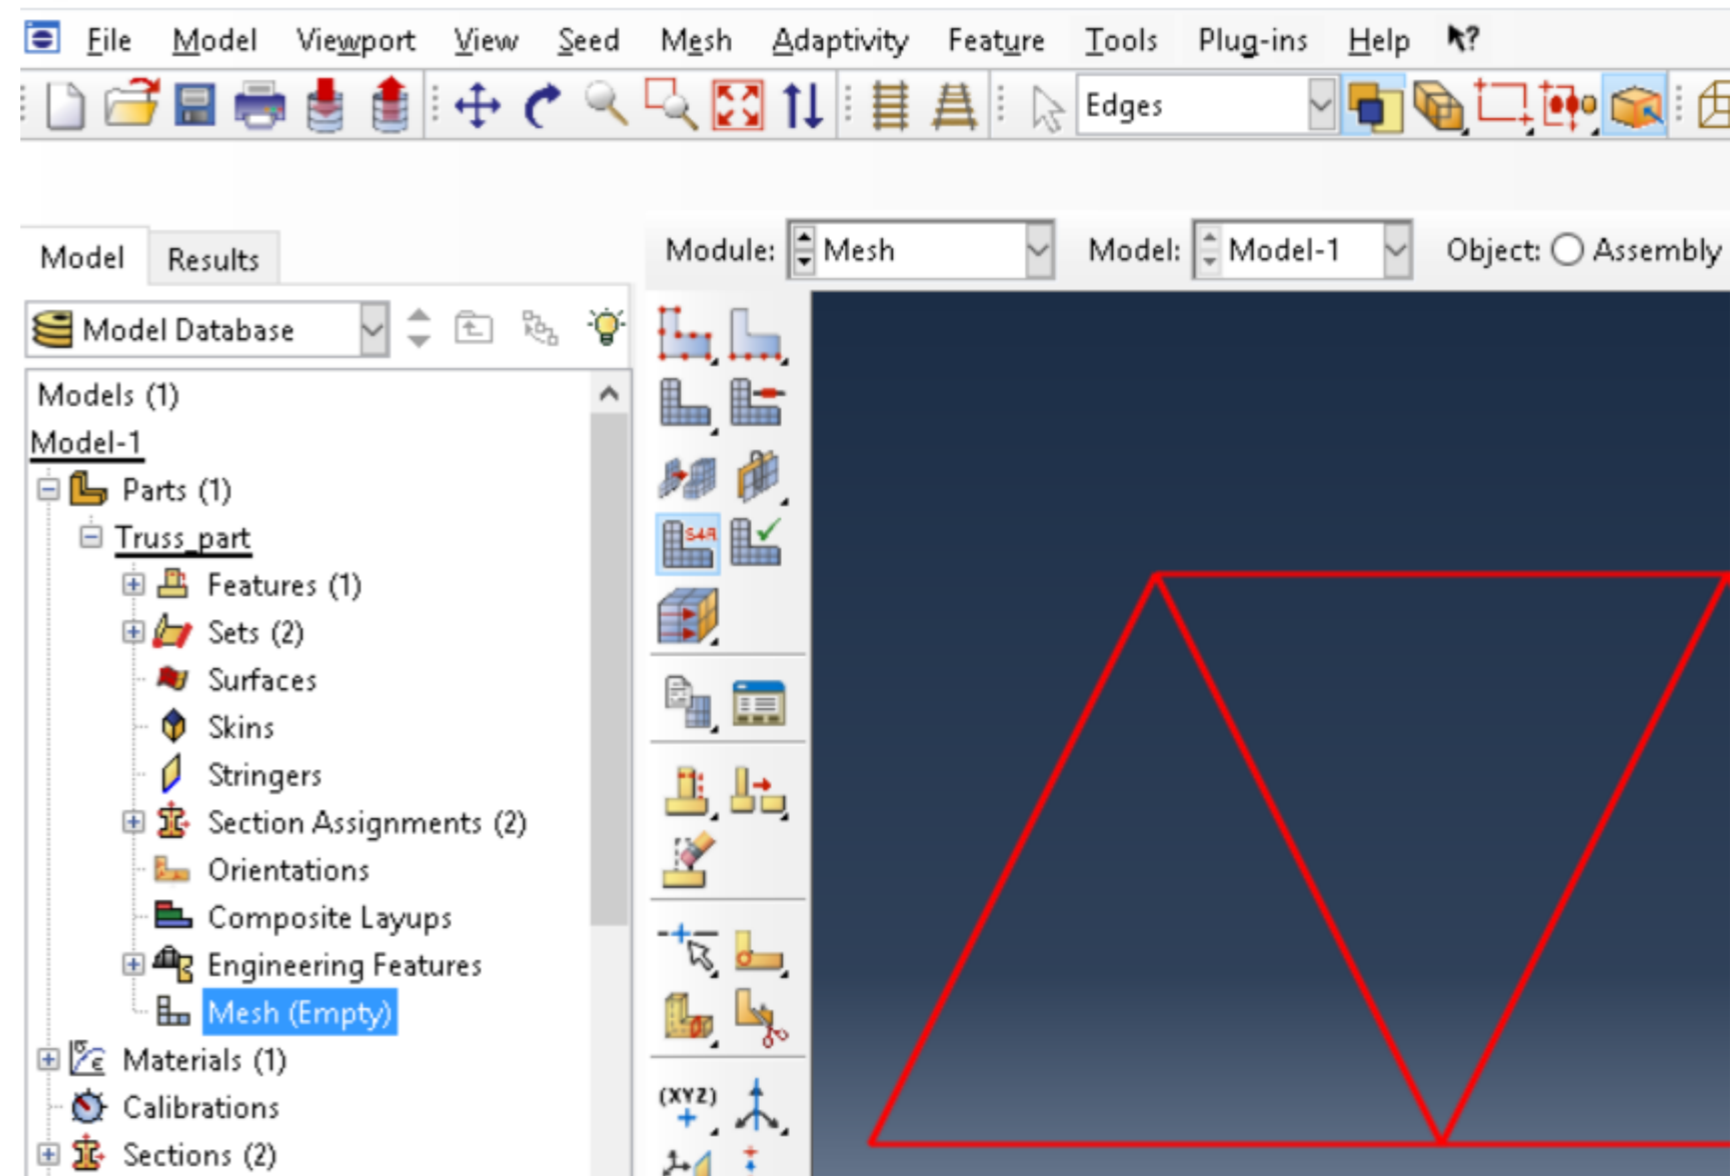 File Model Viewport View Seed Mesh Adaptivity Feature Tools Plug-ins Help
Edges
Model Results
Module: Mesh Model: Model-1 Object: Assembly
Model Database
Models (1)
Model-1
Parts (1)
Truss_part
Features (1)
S4R
Sets (2)
Surfaces
Skins
Stringers
Section Assignments (2)
Orientations
Composite Layups
Engineering Features
Mesh (Empty)
Materials (1)
Calibrations
(XYZ)
Sections (2)